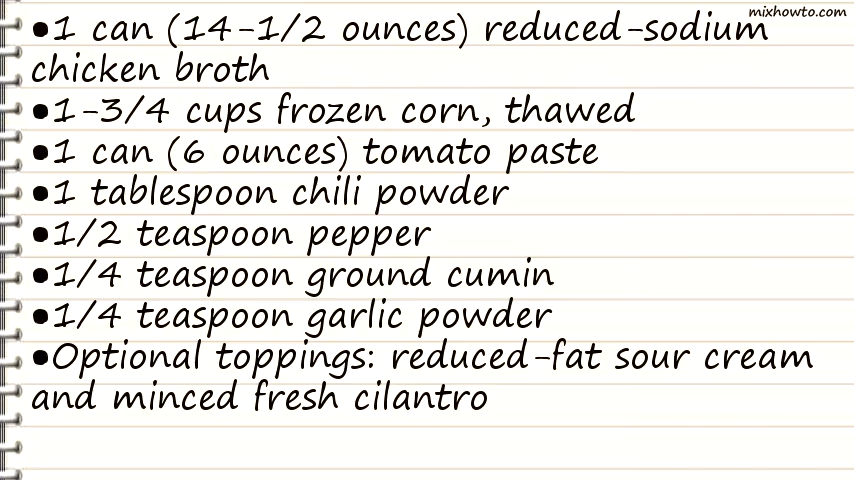 mixhowto.com
●1 can (14-1/2 ounces) reduced-sodium
chicken broth
●1-3/4 cups frozen corn, thawed
●1 can (6 ounces) tomato paste
●1 tablespoon chili powder
●1/2 teaspoon pepper
●1/4 teaspoon ground cumin
●1/4 teaspoon garlic powder
●Optional toppings: reduced-fat sour cream
and minced fresh cilantro